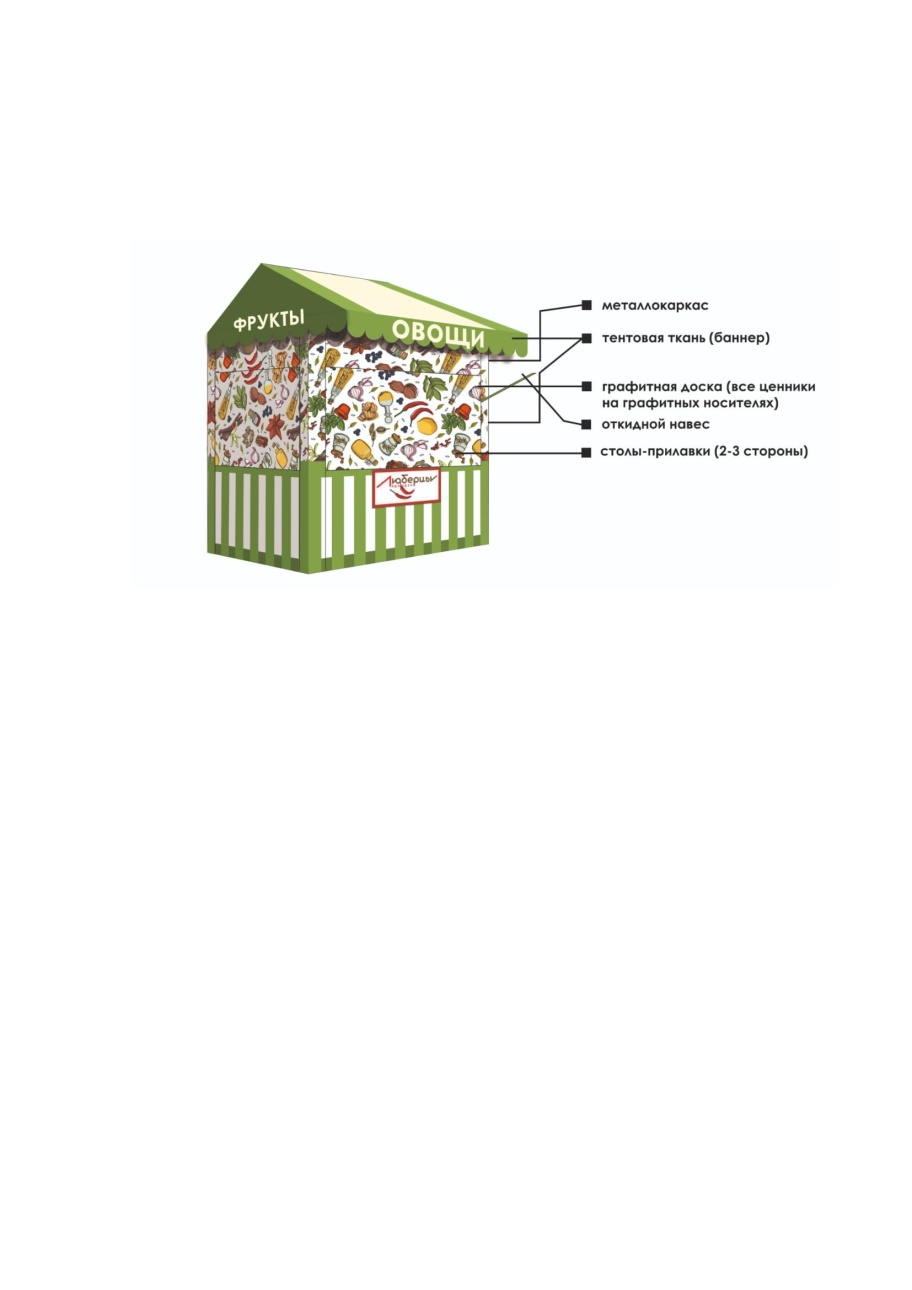 ФРУКТЫ
ОВОЩИ
Люберцы
металлокаркас
тентовая ткань (баннер)
графитная доска (все ценники
на графитных носителях)
откидной навес
столы-прилавки (2-3 стороны)